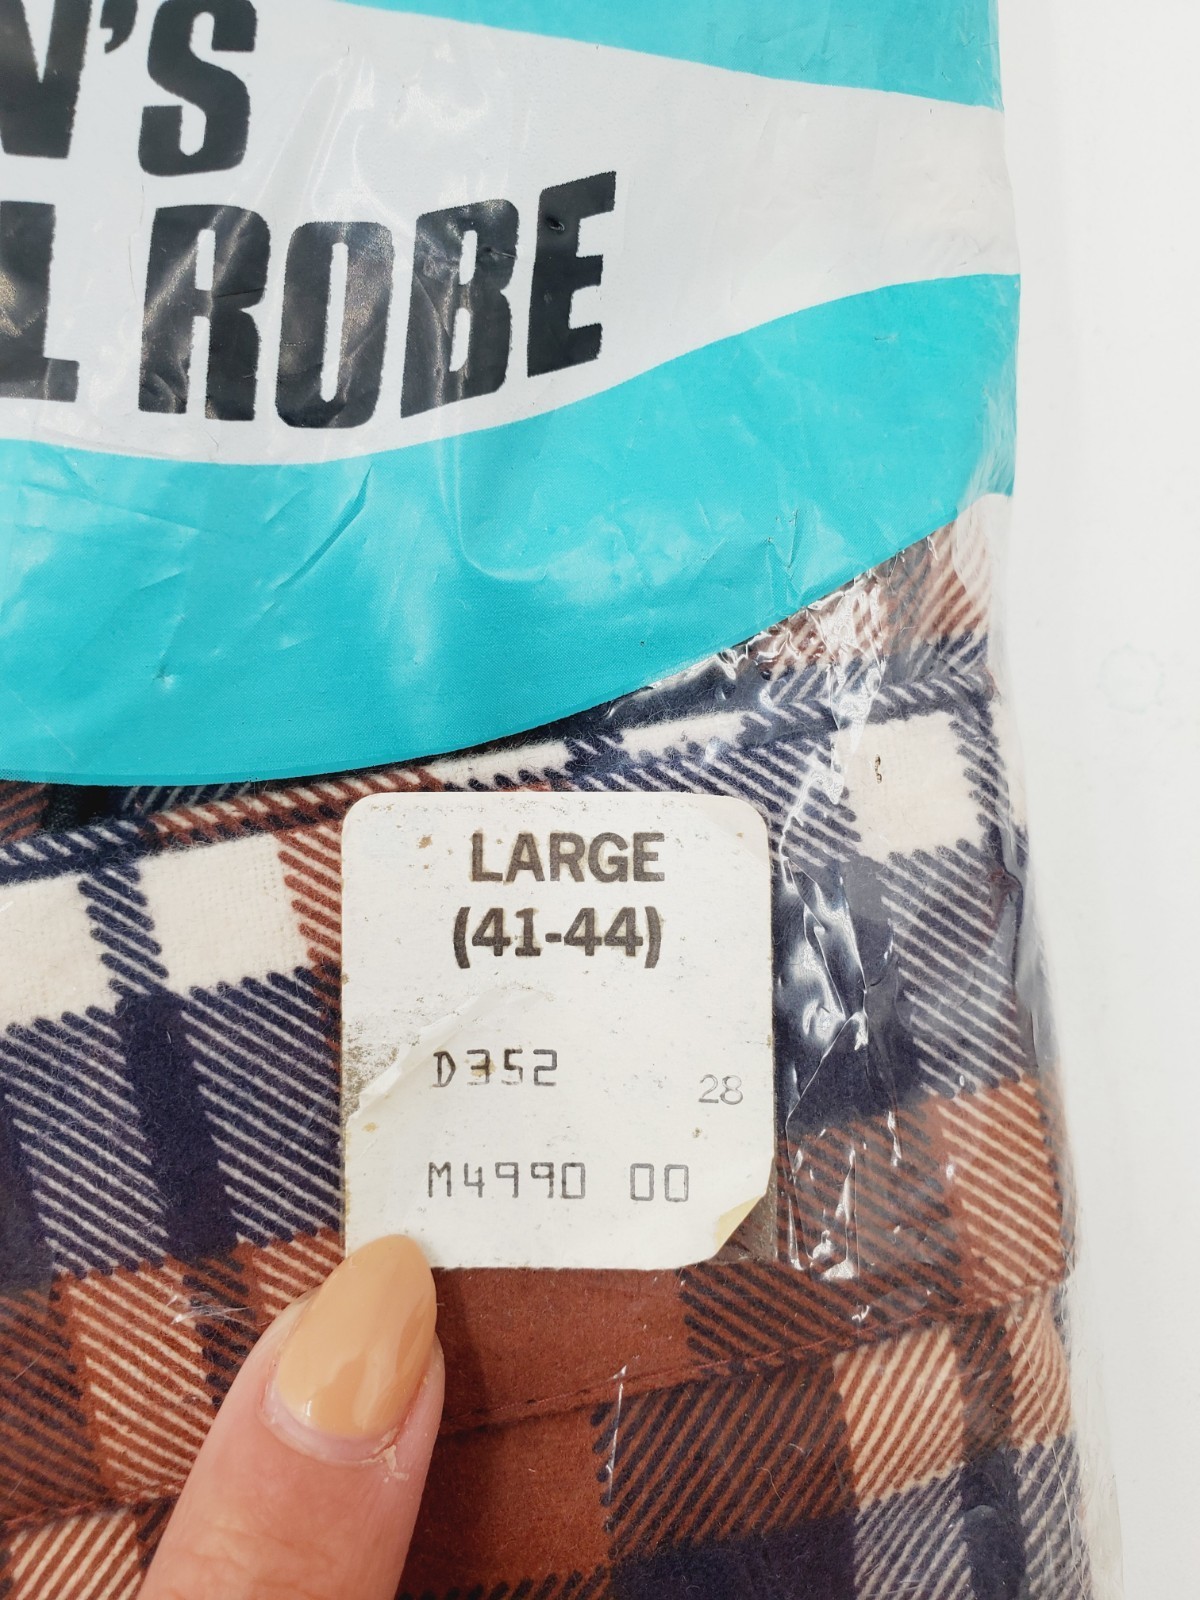 N'S
L ROBE
LARGE
(41-44)
D352
28
M4990 00